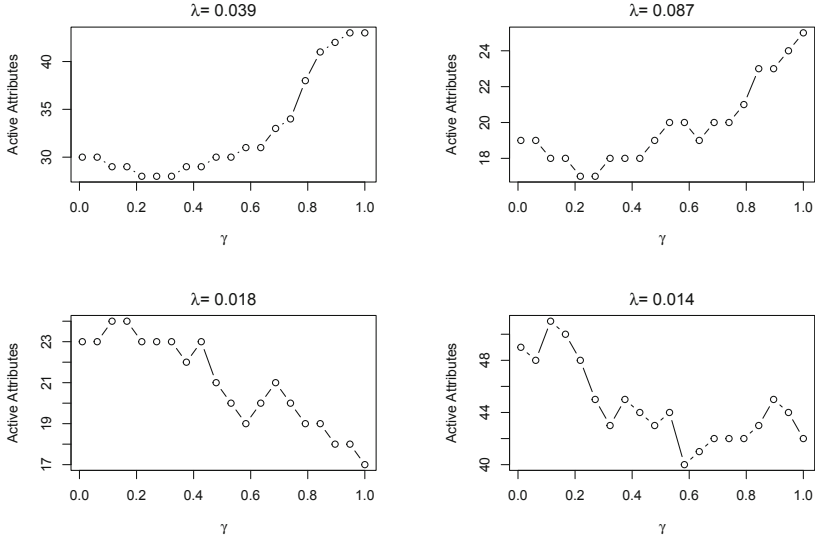 λ= 0.039
Active Attributes
40
35
30
0.0 0.2 0.4 0.6 0.8 1.0
γ
λ= 0.087
Active Attributes
24
22
20
18
0.0 0.2 0.4 0.6 0.8 1.0
γ
λ= 0.018
Active Attributes
23
21
19
17
0.0 0.2 0.4 0.6 0.8 1.0
γ
λ= 0.014
Active Attributes
48
44
40
0.0 0.2 0.4 0.6 0.8 1.0
γ